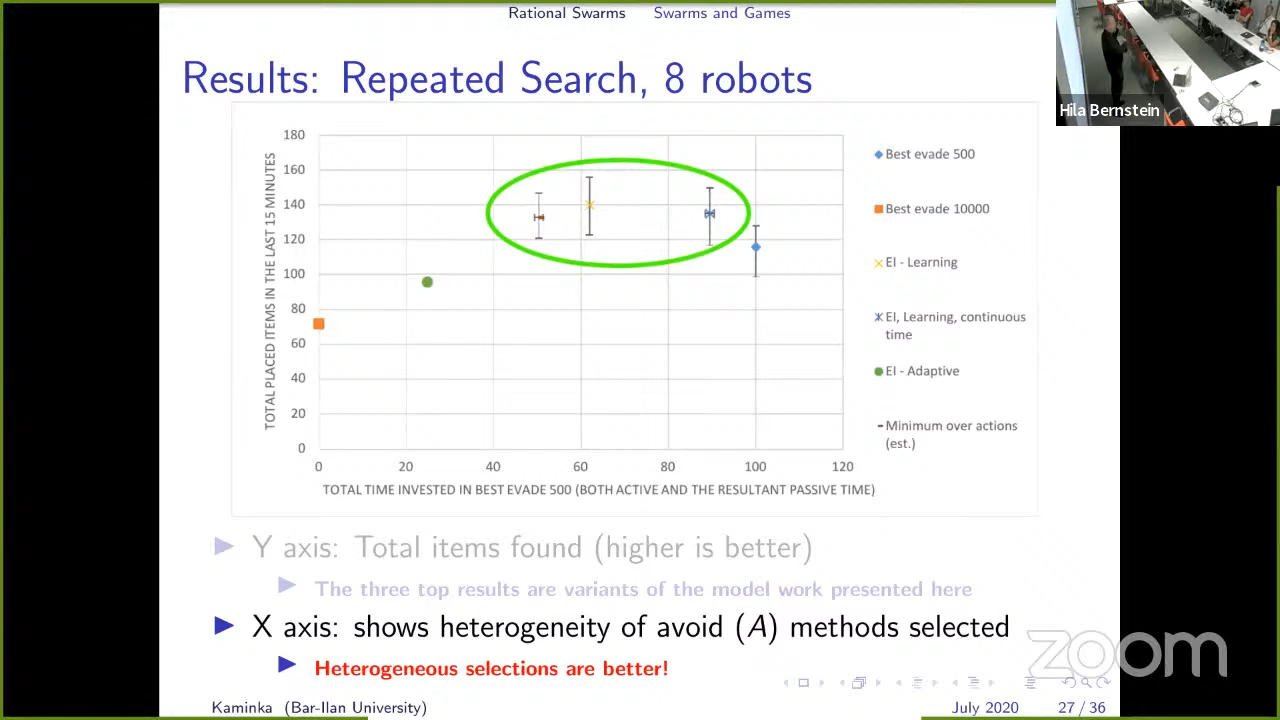 Rational Swarms Swarms and Games
Hila Bernstein
Results: Repeated Search, 8 robots
TOTAL PLACED ITEMS IN THE LAST 15 MINUTES
180
160
140
120
100
80
60
40
20
0
0 20 40 60 80 100 120
TOTAL TIME INVESTED IN BEST EVADE 500 (BOTH ACTIVE AND THE RESULTANT PASSIVE TIME)
Best evade 500
Best evade 10000
EI - Learning
EI, Learning, continuous
time
EI - Adaptive
Minimum over actions
(est.)
Y axis: Total items found (higher is better)
The three top results are variants of the model work presented here
X axis: shows heterogeneity of avoid (A) methods selected
Heterogeneous selections are better!
zoom
Kaminka (Bar-Ilan University) July 2020 27 / 36